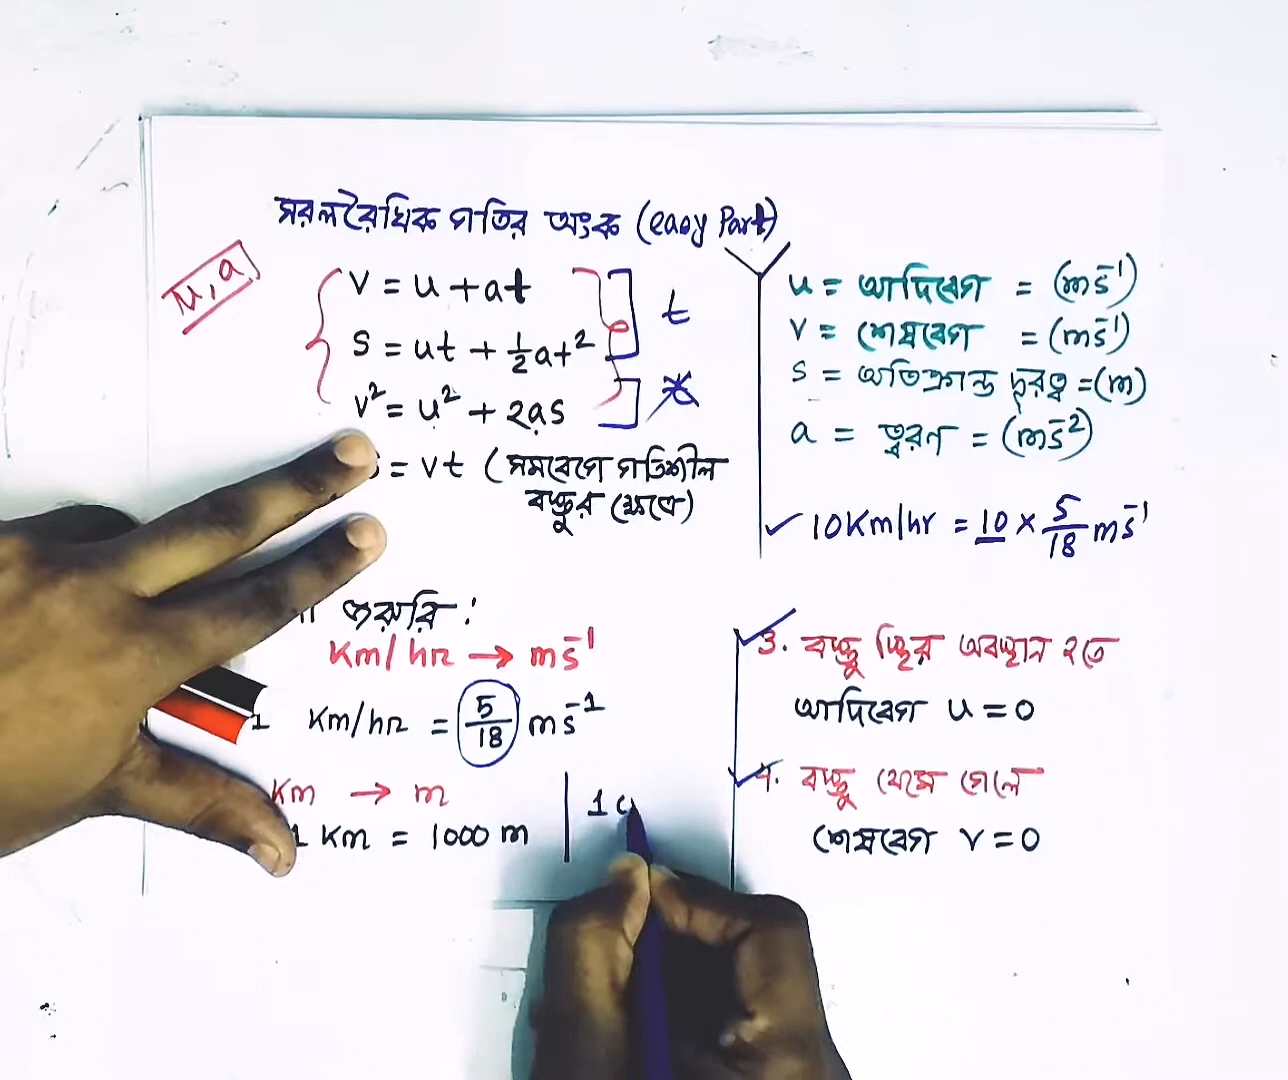 সরলরৈখিক গতির অংক (easy Part)
u, a
v = u + at
s = ut + ½at²
] t
v² = u² + 2as
] t
= vt (সমবেগে গতিশীল
বস্তুর ক্ষেত্রে)
u = আদিবেগ = (ms⁻¹)
v = শেষবেগ = (ms⁻¹)
s = অতিক্রান্ত দূরত্ব = (m)
a = ত্বরণ = (ms⁻²)
✓ 10Km/hr = 10 × 5/18 ms⁻¹
জরুরি :
Km/hr → ms⁻¹
1 Km/hr = 5/18 ms⁻¹
Km → m
1 Km = 1000 m
1
3. বস্তু স্থির অবস্থান হতে
আদিবেগ u = 0
4. বস্তু থেমে গেলে
শেষবেগ v = 0